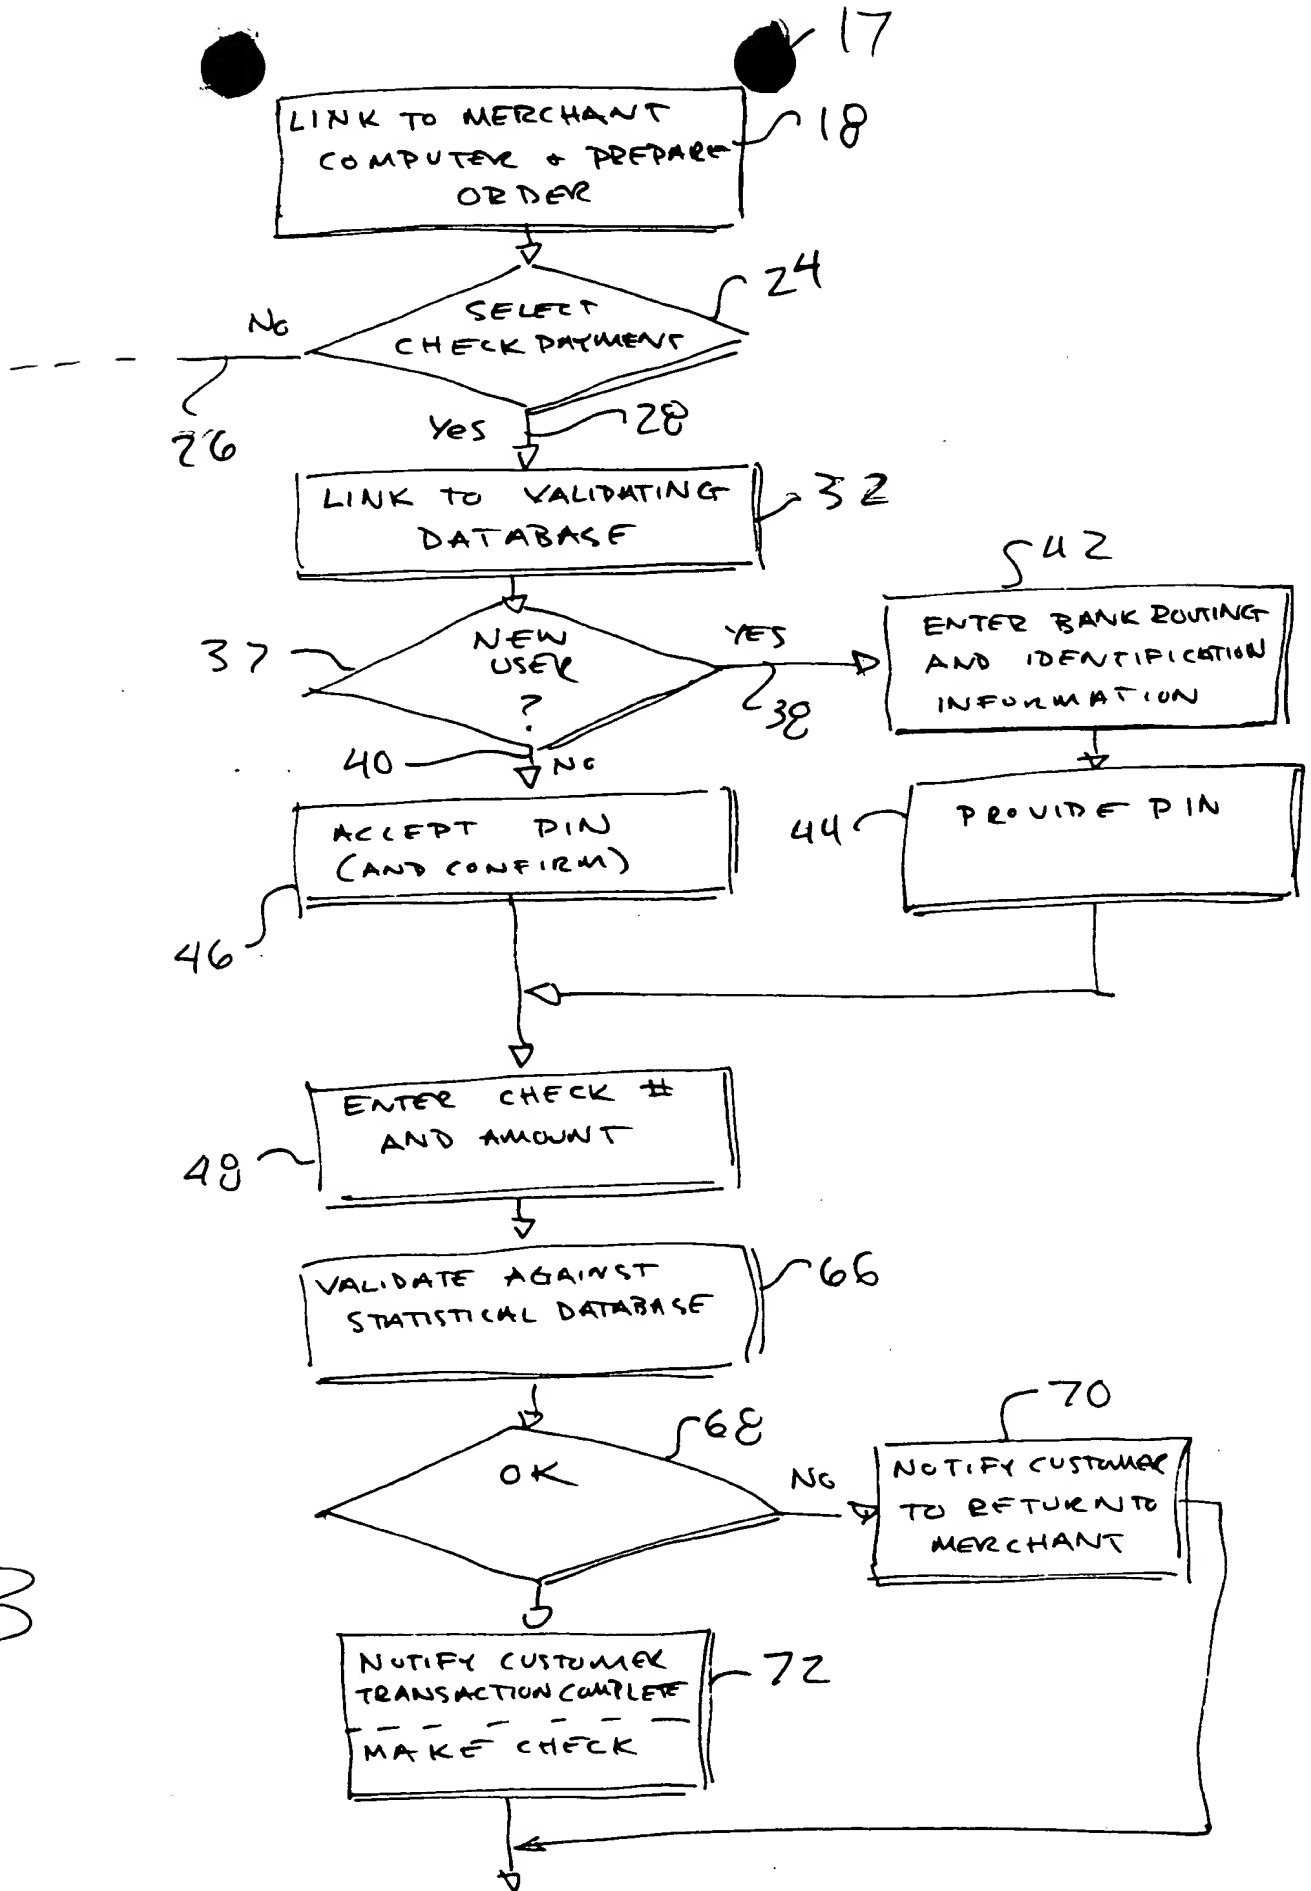 17
LINK TO MERCHANT
COMPUTER & PREPARE
ORDER
18
SELECT
CHECK PAYMENT
24
No
26
Yes
28
LINK TO VALIDATING
DATABASE
32
NEW
USER
?
37
YES
38
40
NO
ENTER BANK ROUTING
AND IDENTIFICATION
INFORMATION
42
PROVIDE PIN
44
ACCEPT PIN
(AND CONFIRM)
46
ENTER CHECK #
AND AMOUNT
48
VALIDATE AGAINST
STATISTICAL DATABASE
66
OK
68
NO
NOTIFY CUSTOMER
TO RETURN TO
MERCHANT
70
NOTIFY CUSTOMER
TRANSACTION COMPLETE
MAKE CHECK
72